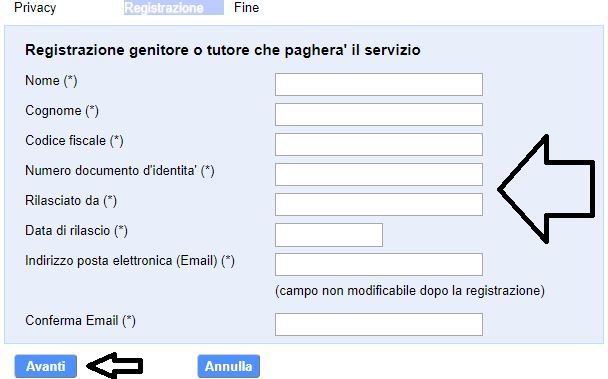 Privacy Registrazione Fine
Registrazione genitore o tutore che paghera' il servizio
Nome (*)
Cognome (*)
Codice fiscale (*)
Numero documento d'identita' (*)
Rilasciato da (*)
Data di rilascio (*)
Indirizzo posta elettronica (Email) (*)
(campo non modificabile dopo la registrazione)
Conferma Email (*)
Avanti Annulla